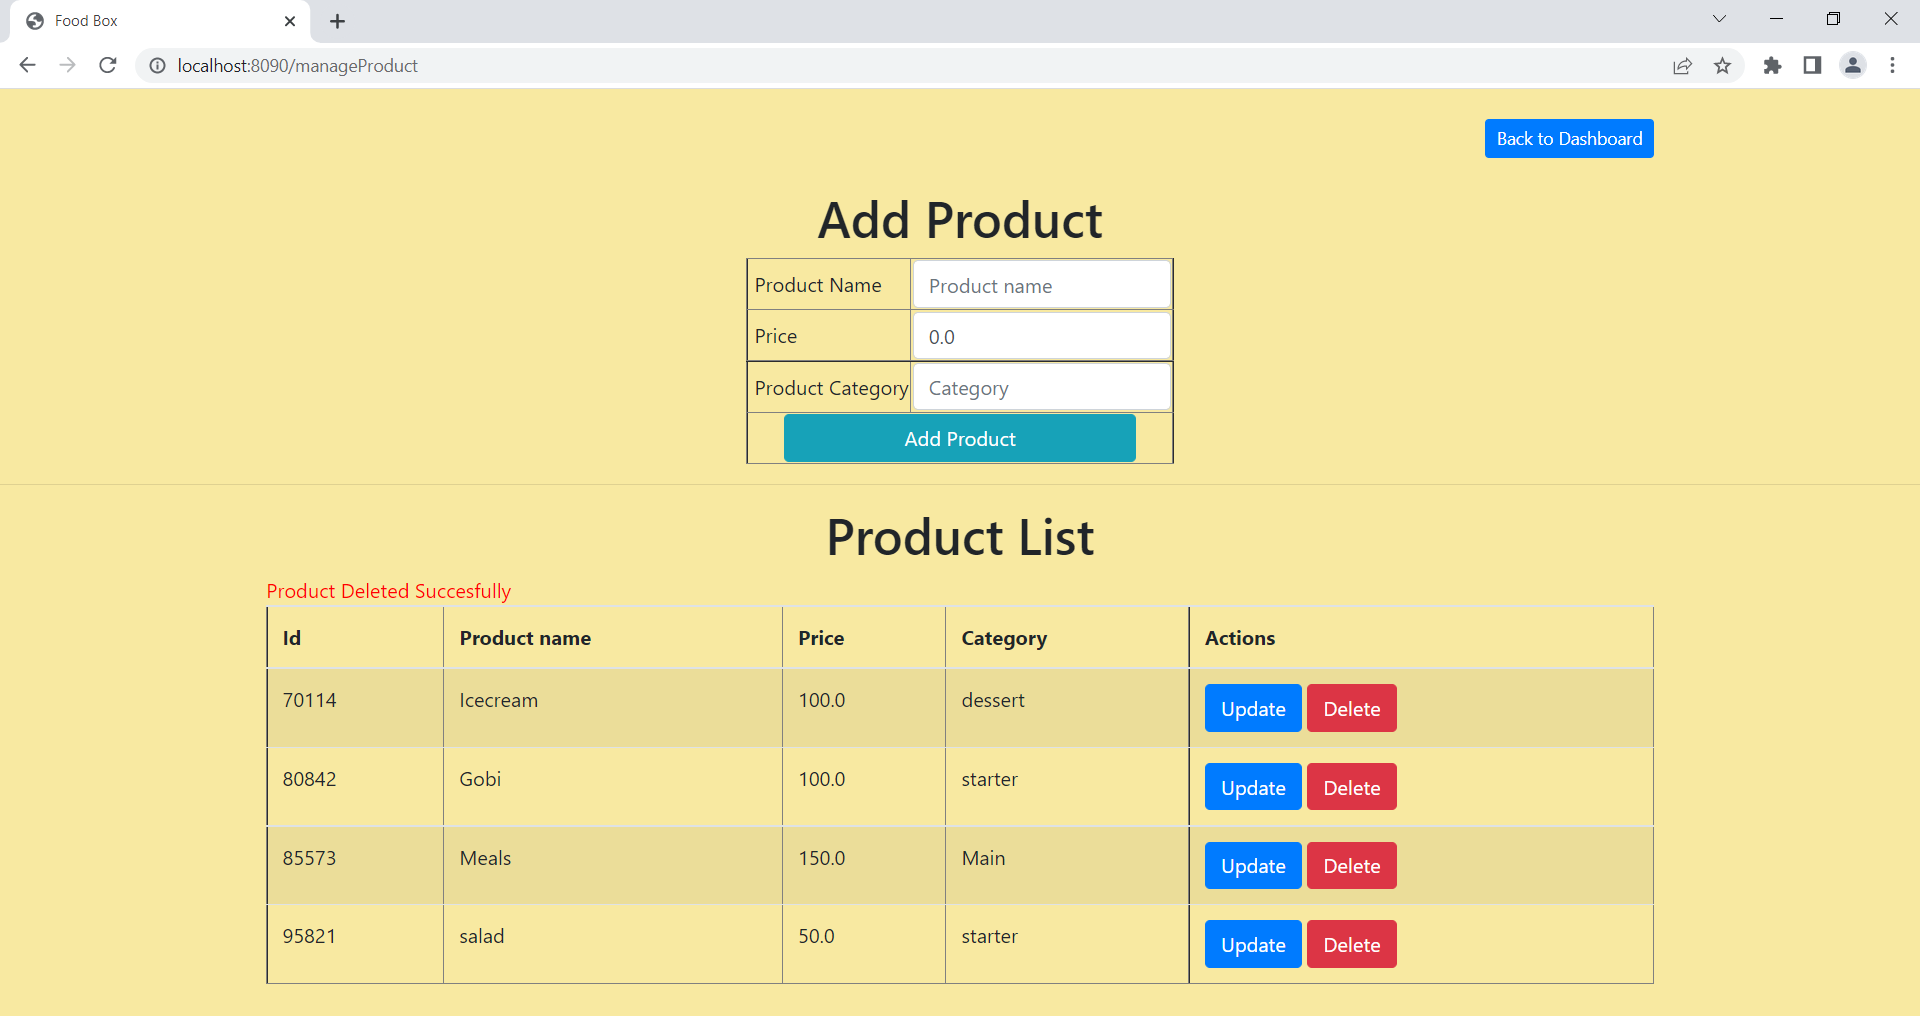 Food Box
localhost:8090/manageProduct
Back to Dashboard
Add Product
Product Name Product name
Price 0.0
Product Category Category
Add Product
Product List
Product Deleted Succesfully
Id Product name Price Category Actions
70114 Icecream 100.0 dessert Update Delete
80842 Gobi 100.0 starter Update Delete
85573 Meals 150.0 Main Update Delete
95821 salad 50.0 starter Update Delete